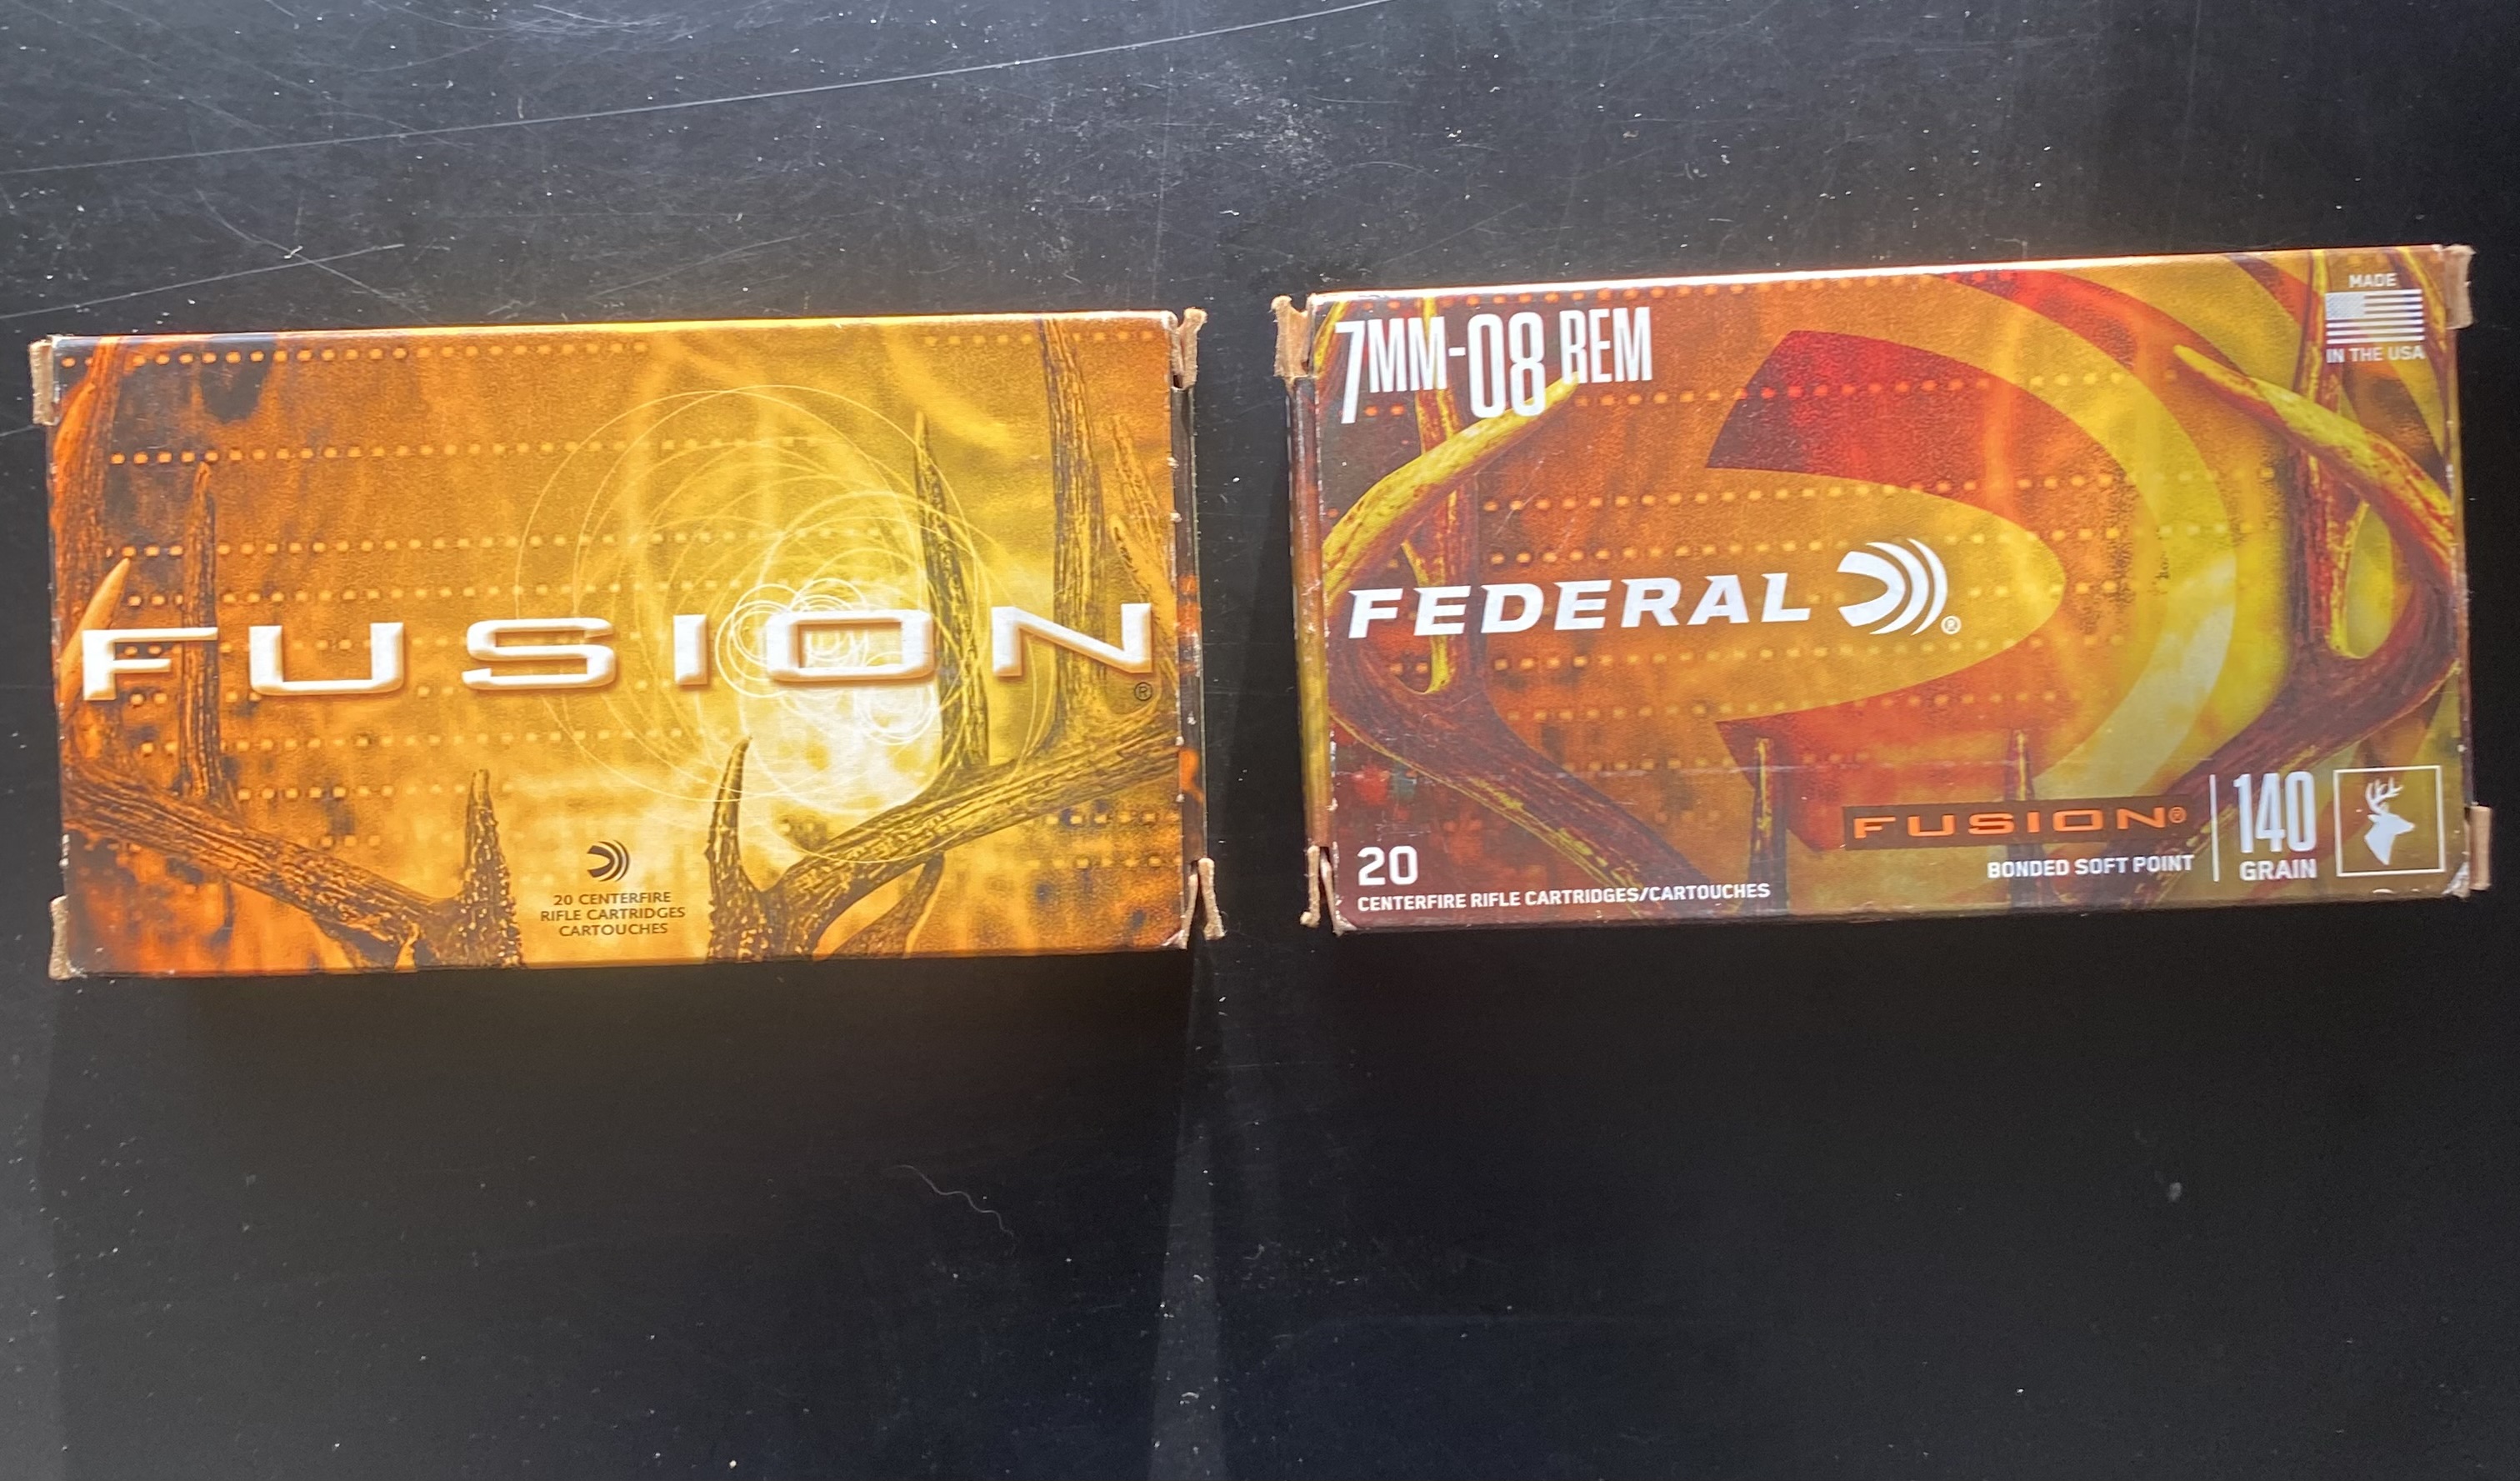 FUSION®
20 CENTERFIRE
RIFLE CARTRIDGES
CARTOUCHES
7MM-08 REM
MADE
IN THE USA
FEDERAL®
FUSION®
BONDED SOFT POINT
140
GRAIN
20
CENTERFIRE RIFLE CARTRIDGES/CARTOUCHES